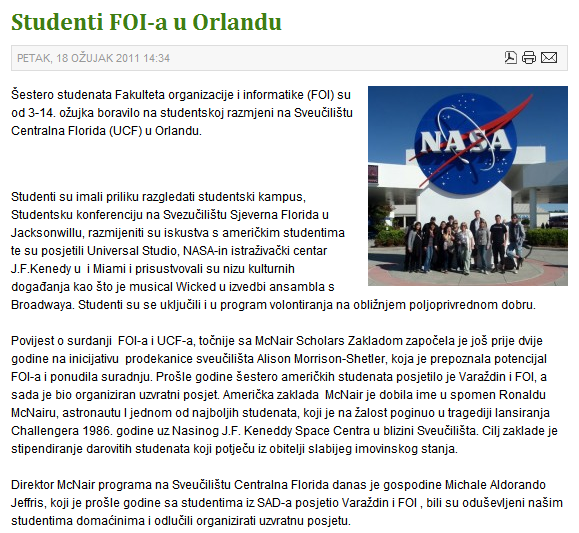 Studenti FOI-a u Orlandu
PETAK, 18 OŽUJAK 2011 14:34
Šestero studenata Fakulteta organizacije i informatike (FOI) su
od 3-14. ožujka boravilo na studentskoj razmjeni na Sveučilištu
Centralna Florida (UCF) u Orlandu.
NASA
Studenti su imali priliku razgledati studentski kampus,
Studentsku konferenciju na Svezučilištu Sjeverna Florida u
Jacksonwillu, razmijeniti su iskustva s američkim studentima
te su posjetili Universal Studio, NASA-in istraživački centar
J.F.Kenedy u  i Miami i prisustvovali su nizu kulturnih
događanja kao što je musical Wicked u izvedbi ansambla s
Broadwaya. Studenti su se uključili i u program volontiranja na obližnjem poljoprivrednom dobru.
Povijest o surdanji  FOI-a i UCF-a, točnije sa McNair Scholars Zakladom započela je još prije dvije
godine na inicijativu  prodekanice sveučilišta Alison Morrison-Shetler, koja je prepoznala potencijal
FOI-a i ponudila suradnju. Prošle godine šestero američkih studenata posjetilo je Varaždin i FOI, a
sada je bio organiziran uzvratni posjet. Američka zaklada  McNair je dobila ime u spomen Ronaldu
McNairu, astronautu I jednom od najboljih studenata, koji je na žalost poginuo u tragediji lansiranja
Challengera 1986. godine uz Nasinog J.F. Keneddy Space Centra u blizini Sveučilišta. Cilj zaklade je
stipendiranje darovitih studenata koji potječu iz obitelji slabijeg imovinskog stanja.
Direktor McNair programa na Sveučilištu Centralna Florida danas je gospodine Michale Aldorando
Jeffris, koji je prošle godine sa studentima iz SAD-a posjetio Varaždin i FOI , bili su oduševljeni našim
studentima domaćinima i odlučili organizirati uzvratnu posjetu.